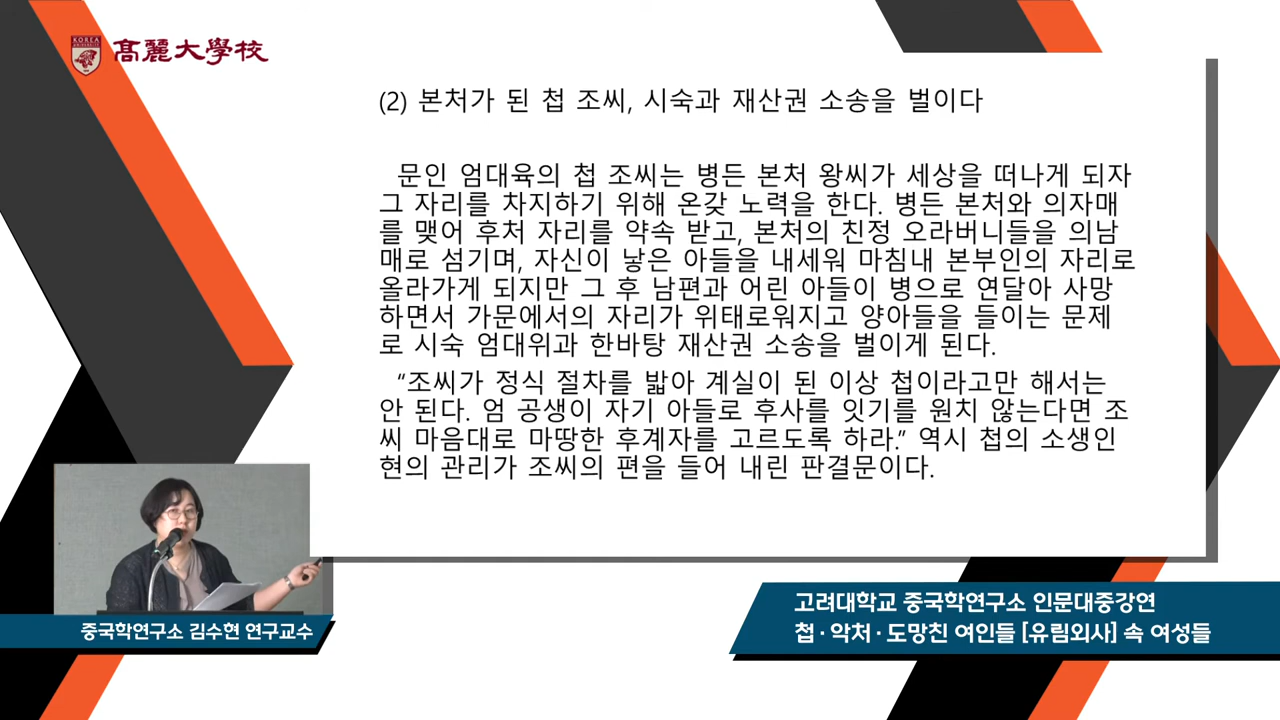 KOREA
UNIVERSITY
高麗大學校
(2) 본처가 된 첩 조씨, 시숙과 재산권 소송을 벌이다
문인 엄대육의 첩 조씨는 병든 본처 왕씨가 세상을 떠나게 되자
그 자리를 차지하기 위해 온갖 노력을 한다. 병든 본처와 의자매
를 맺어 후처 자리를 약속 받고, 본처의 친정 오라버니들을 의남
매로 섬기며, 자신이 낳은 아들을 내세워 마침내 본부인의 자리로
올라가게 되지만 그 후 남편과 어린 아들이 병으로 연달아 사망
하면서 가문에서의 자리가 위태로워지고 양아들을 들이는 문제
로 시숙 엄대위과 한바탕 재산권 소송을 벌이게 된다.
“조씨가 정식 절차를 밟아 계실이 된 이상 첩이라고만 해서는
안 된다. 엄 공생이 자기 아들로 후사를 잇기를 원치 않는다면 조
씨 마음대로 마땅한 후계자를 고르도록 하라.” 역시 첩의 소생인
현의 관리가 조씨의 편을 들어 내린 판결문이다.
중국학연구소 김수현 연구교수
고려대학교 중국학연구소 인문대중강연
첩·악처·도망친 여인들 [유림외사] 속 여성들